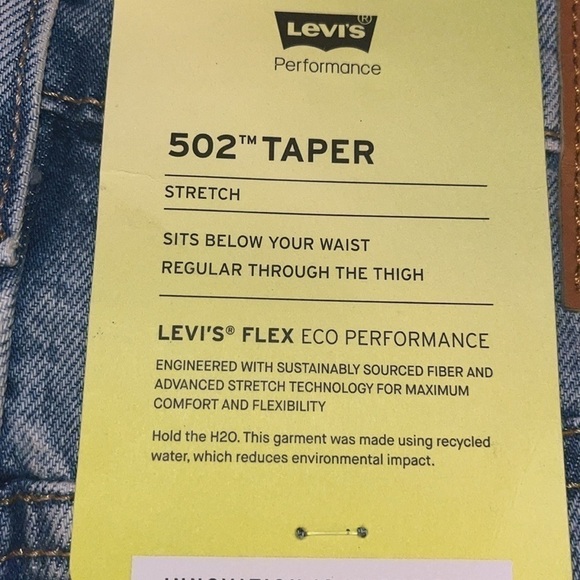 LEVI'S®
Performance
502™ TAPER
STRETCH
SITS BELOW YOUR WAIST
REGULAR THROUGH THE THIGH
LEVI'S® FLEX ECO PERFORMANCE
ENGINEERED WITH SUSTAINABLY SOURCED FIBER AND
ADVANCED STRETCH TECHNOLOGY FOR MAXIMUM
COMFORT AND FLEXIBILITY
Hold the H2O. This garment was made using recycled
water, which reduces environmental impact.